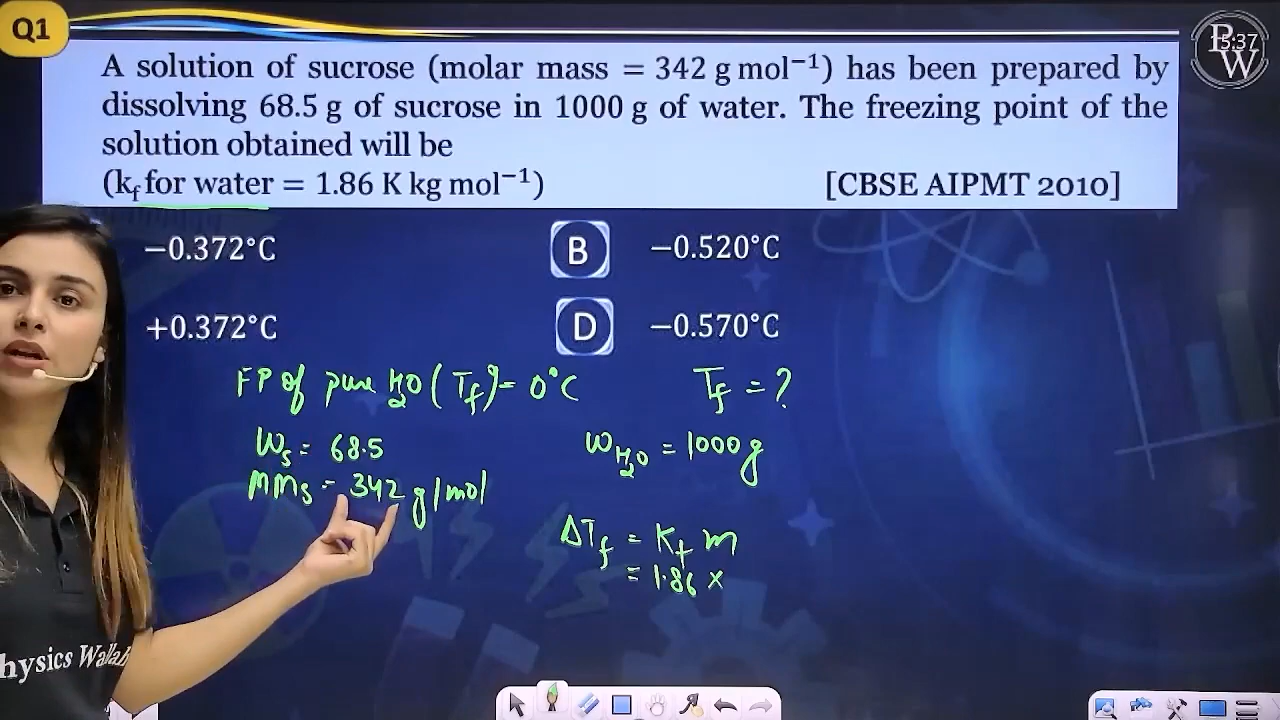 Q1
A solution of sucrose (molar mass = 342 g mol⁻¹) has been prepared by
dissolving 68.5 g of sucrose in 1000 g of water. The freezing point of the
solution obtained will be
(k_f for water = 1.86 K kg mol⁻¹) [CBSE AIPMT 2010]
−0.372°C
B −0.520°C
+0.372°C
D −0.570°C
FP of pure H₂O (T_f°) = 0°C T_f = ?
W_s = 68.5 W_H₂O = 1000 g
MM_s = 342 g/mol
ΔT_f = K_f m
= 1.86 ×
5:37
P W
hysics Wallah